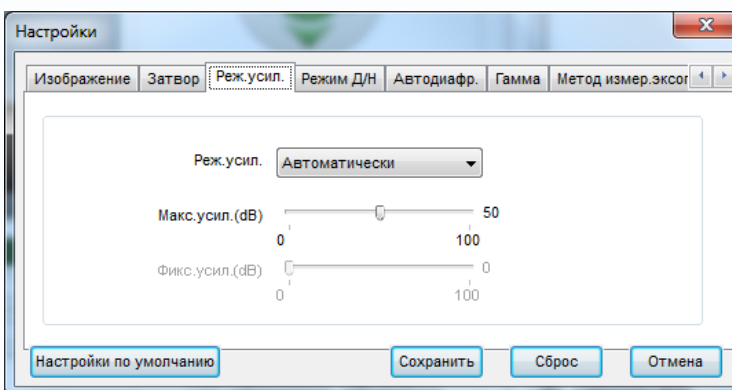 Настройки
Изображение Затвор Реж.усил. Режим Д/Н Автодиафр. Гамма Метод измер.экспог
Реж.усил. Автоматически
Макс.усил.(dB) 50
0 100
Фикс.усил.(dB) 0
0 100
Настройки по умолчанию Сохранить Сброс Отмена